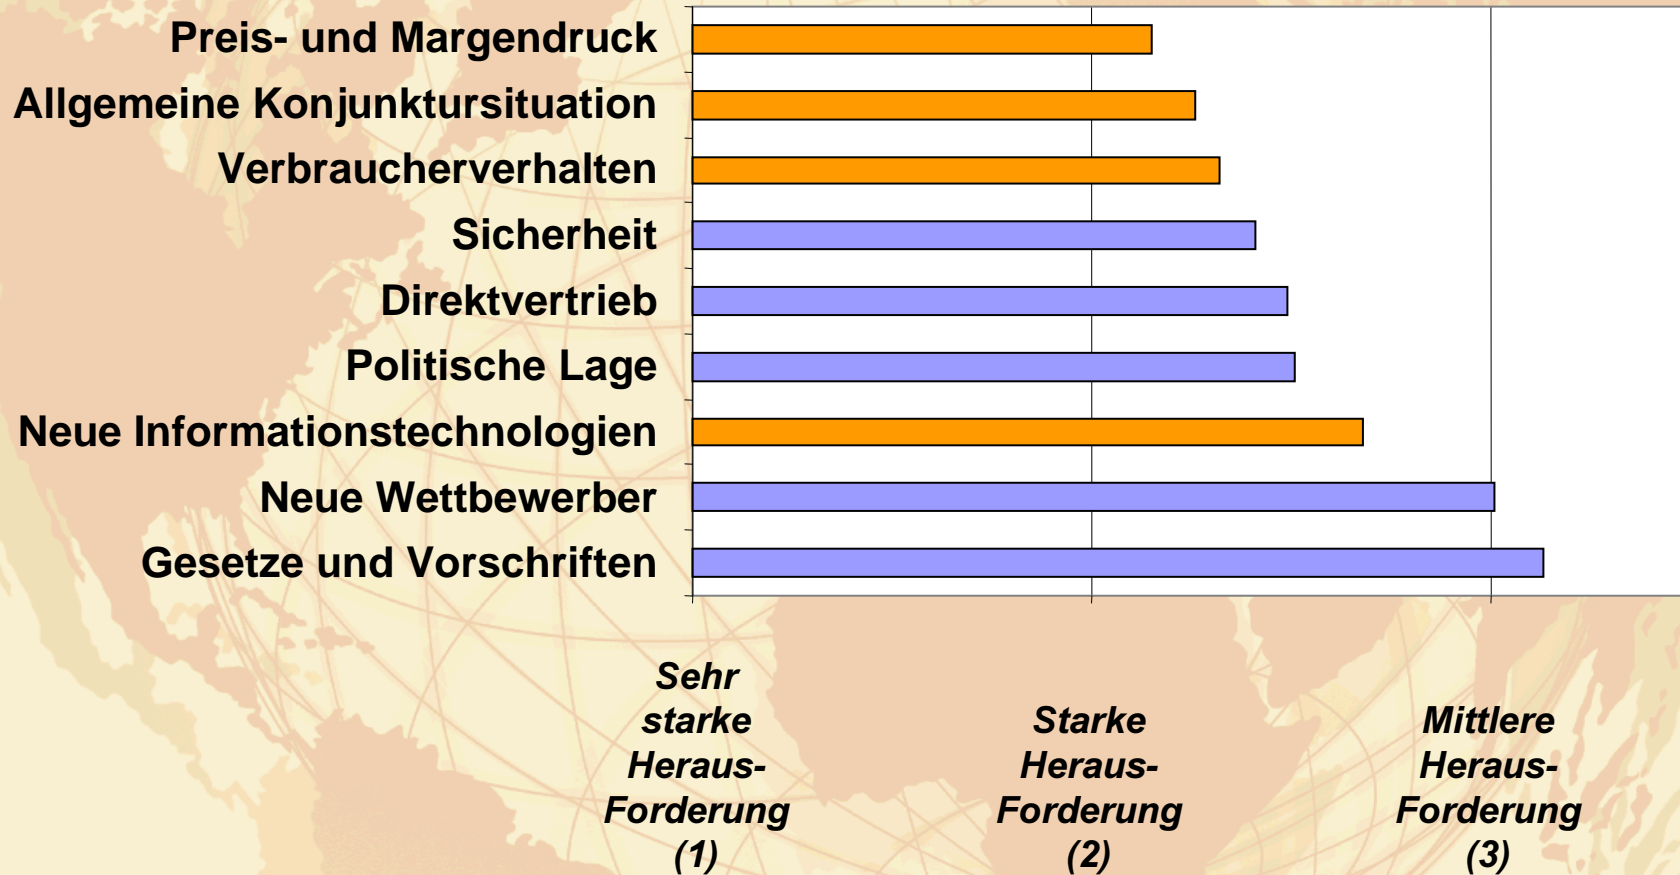 Preis- und Margendruck
Allgemeine Konjunktursituation
Verbraucherverhalten
Sicherheit
Direktvertrieb
Politische Lage
Neue Informationstechnologien
Neue Wettbewerber
Gesetze und Vorschriften
Sehr
starke
Heraus-
Forderung
(1)
Starke
Heraus-
Forderung
(2)
Mittlere
Heraus-
Forderung
(3)